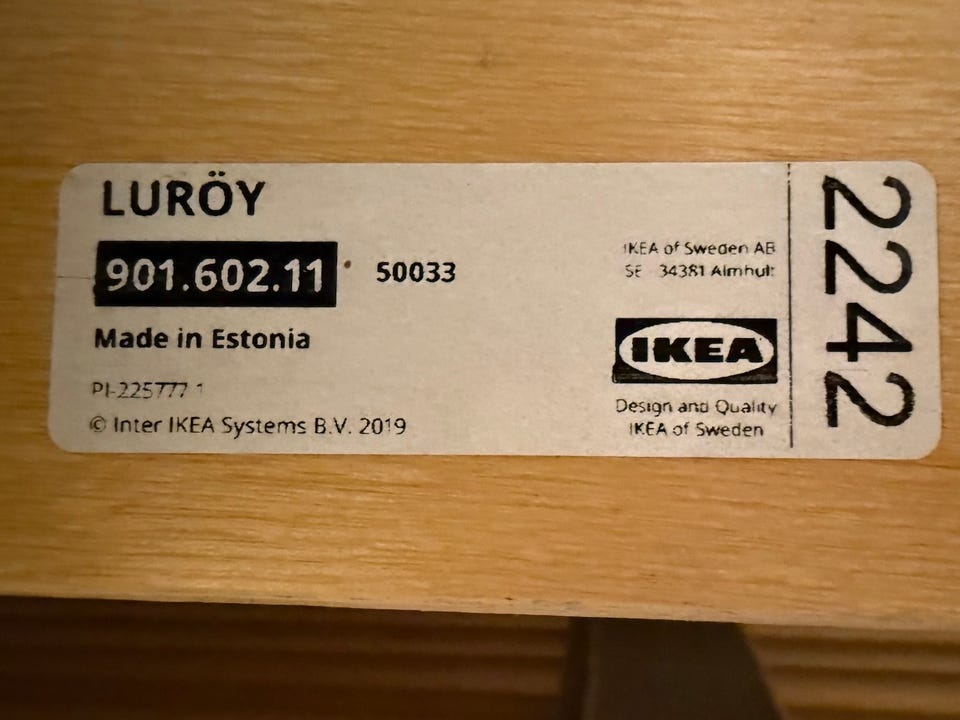 LURÖY
901.602.11 50033
Made in Estonia
PI-225777 1
© Inter IKEA Systems B.V. 2019
IKEA of Sweden AB
SE - 34381 Älmhult
IKEA
Design and Quality
IKEA of Sweden
2242